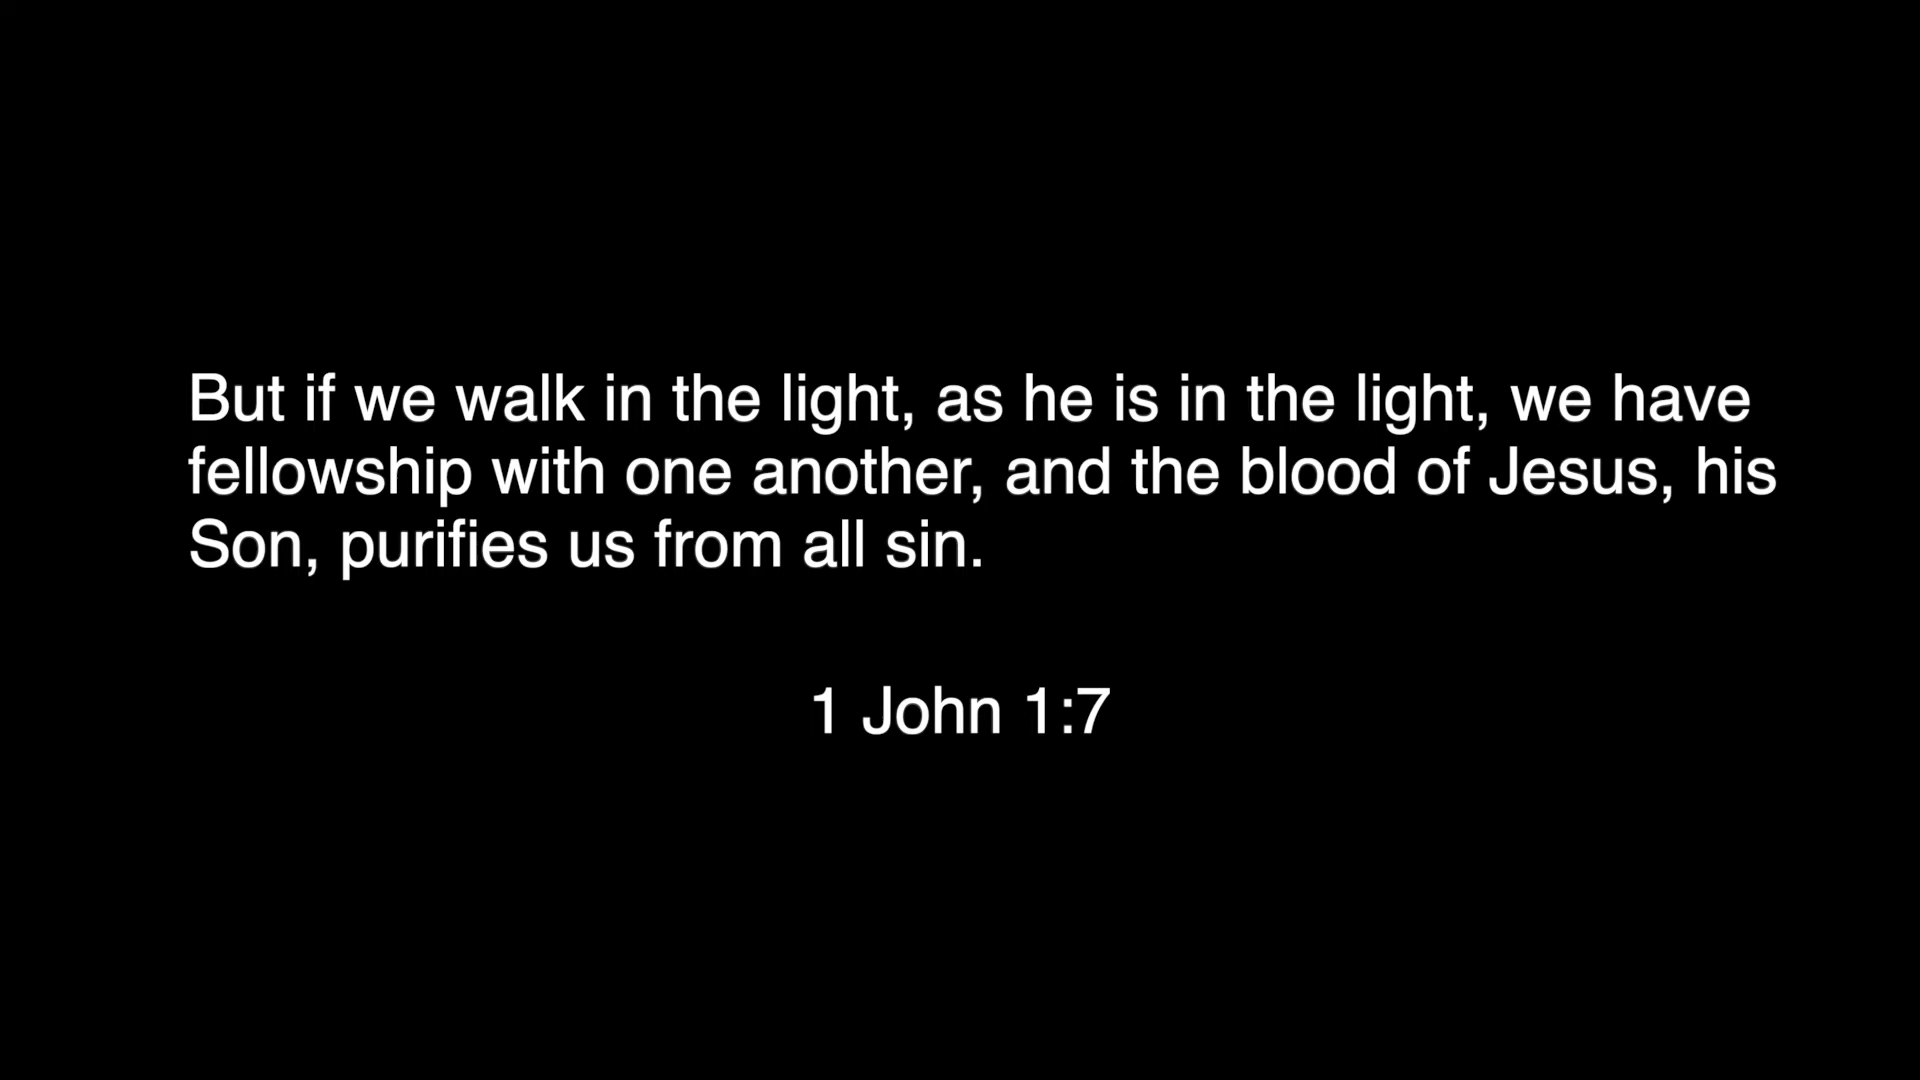 But if we walk in the light, as he is in the light, we have
fellowship with one another, and the blood of Jesus, his
Son, purifies us from all sin.
1 John 1:7